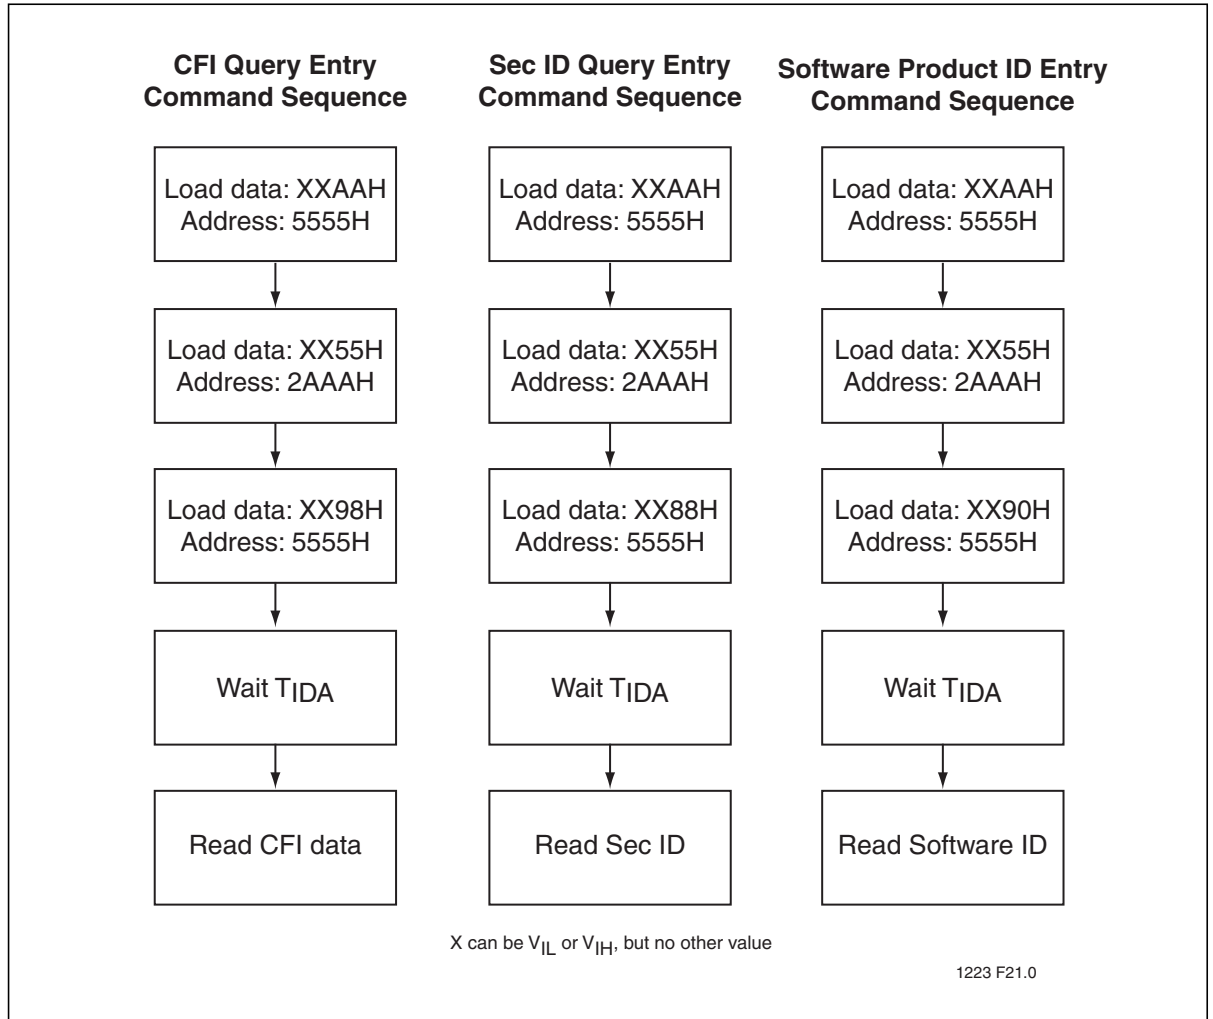 CFI Query Entry
Command Sequence
Load data: XXAAH
Address: 5555H
Load data: XX55H
Address: 2AAAH
Load data: XX98H
Address: 5555H
Wait TIDA
Read CFI data
Sec ID Query Entry
Command Sequence
Load data: XXAAH
Address: 5555H
Load data: XX55H
Address: 2AAAH
Load data: XX88H
Address: 5555H
Wait TIDA
Read Sec ID
Software Product ID Entry
Command Sequence
Load data: XXAAH
Address: 5555H
Load data: XX55H
Address: 2AAAH
Load data: XX90H
Address: 5555H
Wait TIDA
Read Software ID
X can be VIL or VIH, but no other value
1223 F21.0